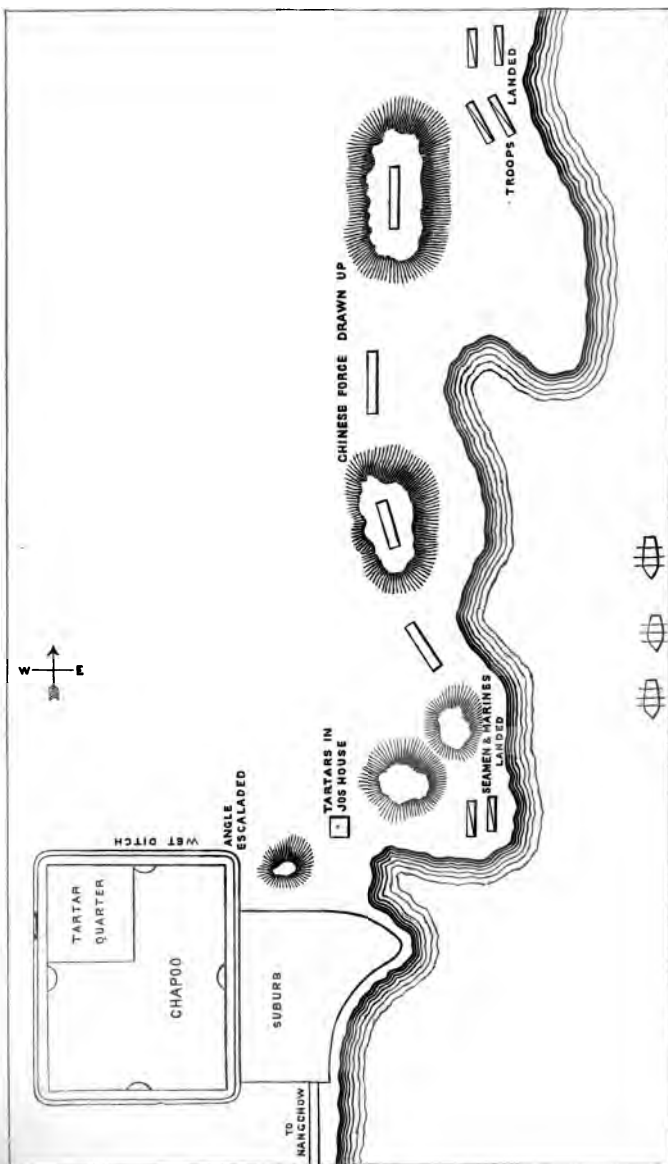 TARTAR
QUARTER
CHAPOO
WET DITCH
ANGLE
ESCALADED
SUBURB
TO
NANGCHOW
W E
TARTARS IN
JOS HOUSE
CHINESE FORCE DRAWN UP
SEAMEN & MARINES
LANDED
TROOPS LANDED